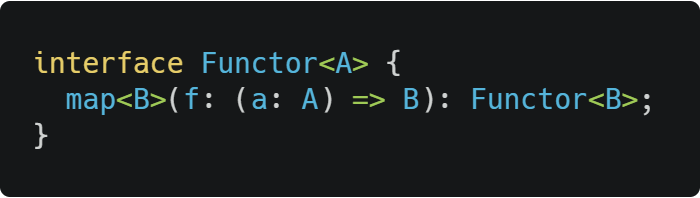 interface Functor<A> {
  map<B>(f: (a: A) => B): Functor<B>;
}